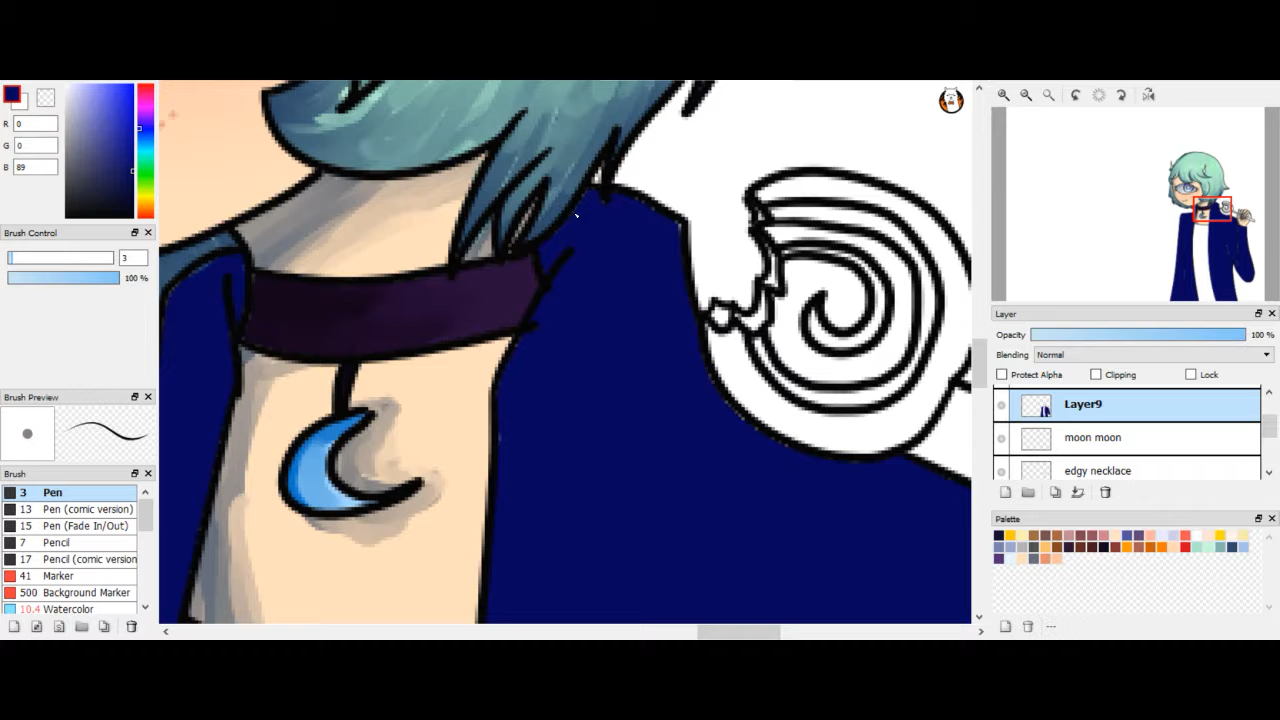 R 0
G 0
B 89
Brush Control
3
100 %
Brush Preview
Brush
3 Pen
13 Pen (comic version)
15 Pen (Fade In/Out)
7 Pencil
17 Pencil (comic version
41 Marker
500 Background Marker
10.4 Watercolor
Layer
Opacity 100 %
Blending Normal
Protect Alpha Clipping Lock
Layer9
moon moon
edgy necklace
Palette